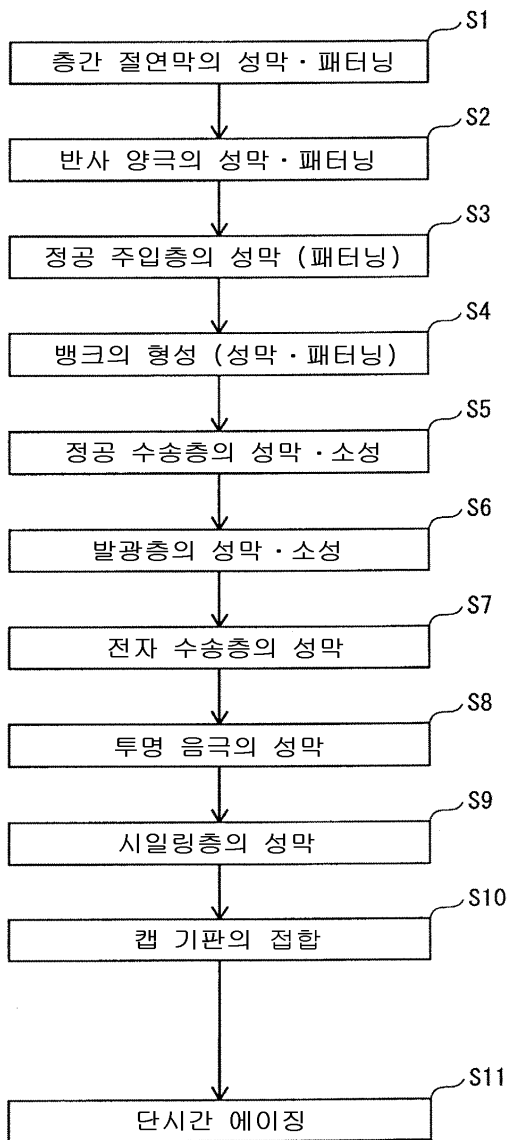 S1
층간 절연막의 성막・패터닝
S2
반사 양극의 성막・패터닝
S3
정공 주입층의 성막 (패터닝)
S4
뱅크의 형성 (성막・패터닝)
S5
정공 수송층의 성막・소성
S6
발광층의 성막・소성
S7
전자 수송층의 성막
S8
투명 음극의 성막
S9
시일링층의 성막
S10
캡 기판의 접합
S11
단시간 에이징